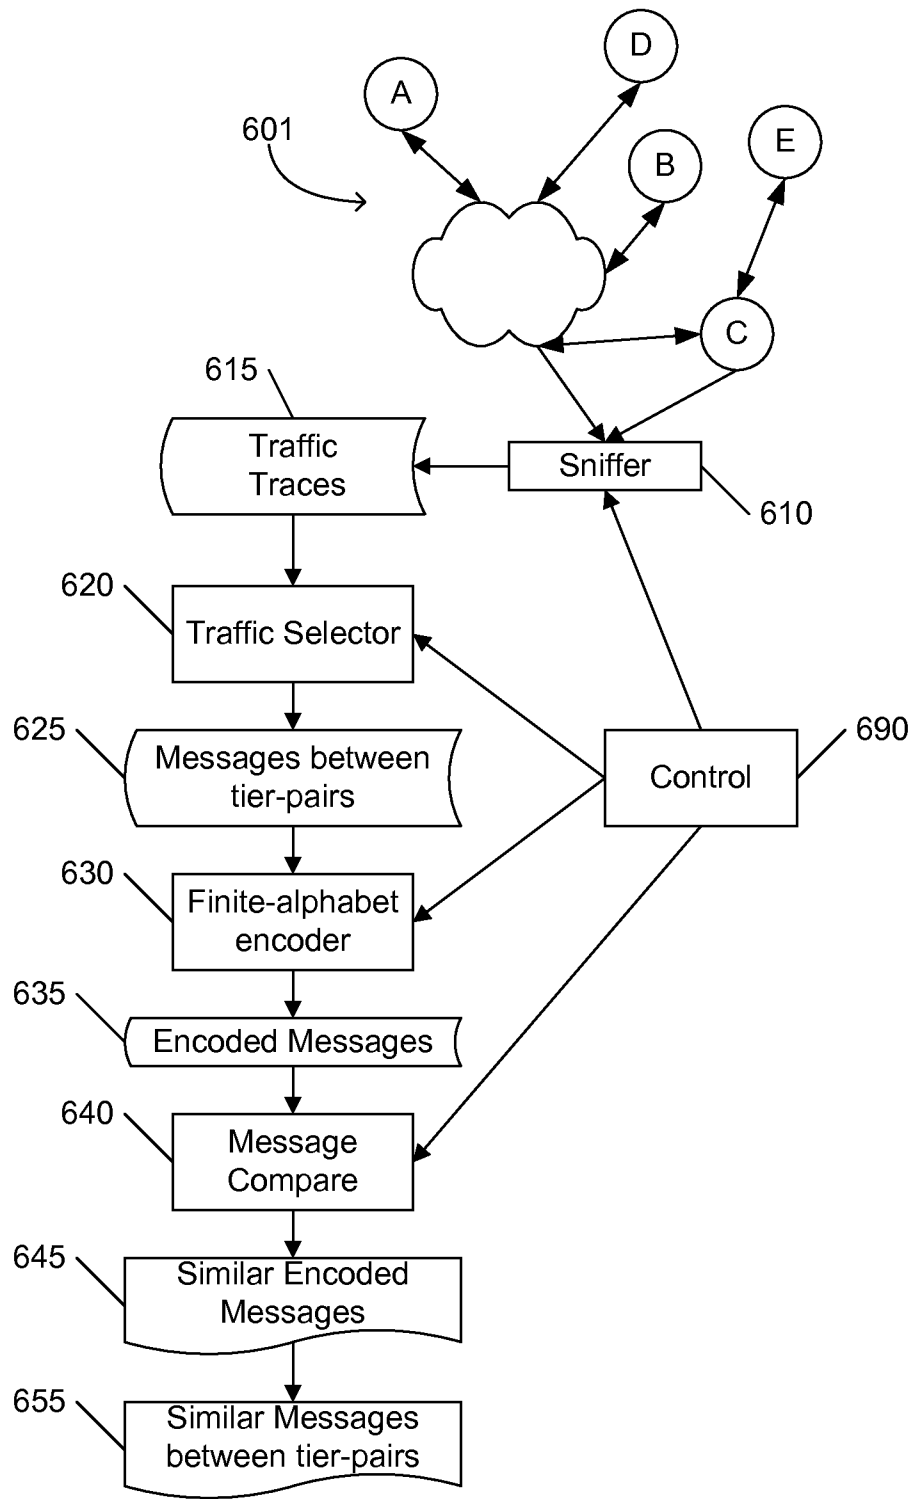 D
A
E
601
B
C
615
Traffic
Traces
Sniffer
610
620
Traffic Selector
625
Messages between
tier-pairs
690
Control
630
Finite-alphabet
encoder
635
Encoded Messages
640
Message
Compare
645
Similar Encoded
Messages
655
Similar Messages
between tier-pairs